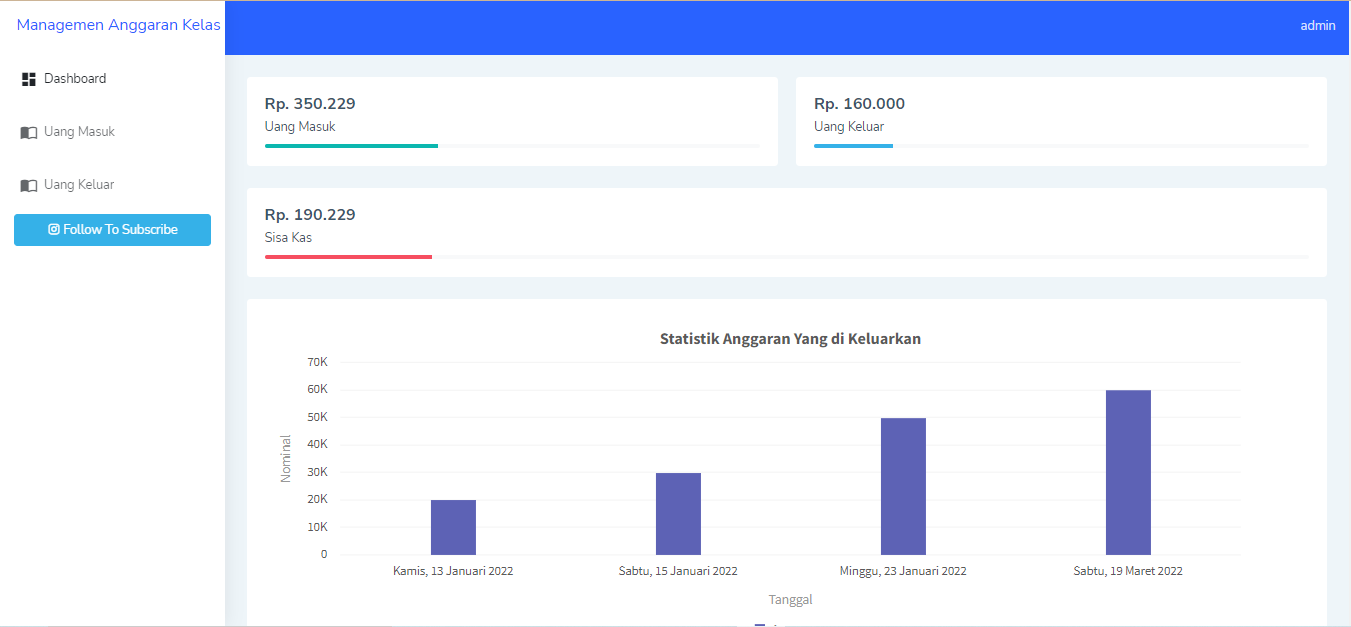 Managemen Anggaran Kelas
admin
Dashboard
Uang Masuk
Uang Keluar
Follow To Subscribe
Rp. 350.229
Uang Masuk
Rp. 160.000
Uang Keluar
Rp. 190.229
Sisa Kas
Statistik Anggaran Yang di Keluarkan
70K
60K
50K
40K
30K
20K
10K
0
Nominal
Kamis, 13 Januari 2022
Sabtu, 15 Januari 2022
Minggu, 23 Januari 2022
Sabtu, 19 Maret 2022
Tanggal